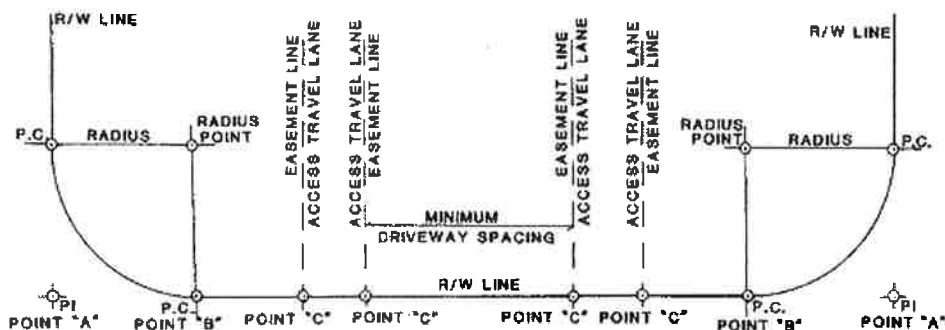 R/W LINE
R/W LINE
EASEMENT LINE
ACCESS TRAVEL LANE
ACCESS TRAVEL LANE
EASEMENT LINE
EASEMENT LINE
ACCESS TRAVEL LANE
ACCESS TRAVEL LANE
EASEMENT LINE
P.C.
RADIUS
RADIUS
POINT
RADIUS
POINT
RADIUS
P.C.
MINIMUM
DRIVEWAY SPACING
R/W LINE
PI
POINT "A"
P.C.
POINT "B"
POINT "C"
POINT "C"
POINT "C"
POINT "C"
P.C.
POINT "B"
PI
POINT "A"